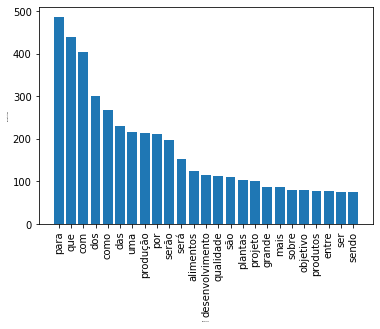 500
400
300
200
100
0
para
que
com
dos
como
das
uma
produção
por
serão
será
alimentos
desenvolvimento
qualidade
são
plantas
projeto
grande
mais
sobre
objetivo
produtos
entre
ser
sendo